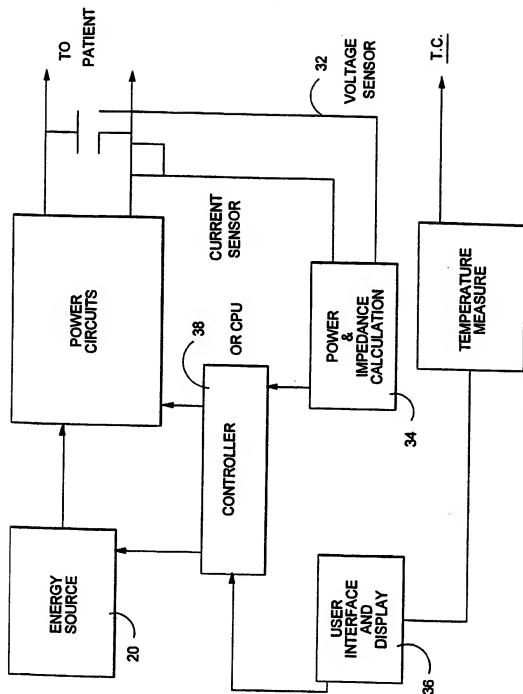 ENERGY
SOURCE
20
POWER
CIRCUITS
TO
PATIENT
CONTROLLER
38
OR CPU
CURRENT
SENSOR
32
VOLTAGE
SENSOR
POWER
&
IMPEDANCE
CALCULATION
34
USER
INTERFACE
AND
DISPLAY
36
TEMPERATURE
MEASURE
T.C.